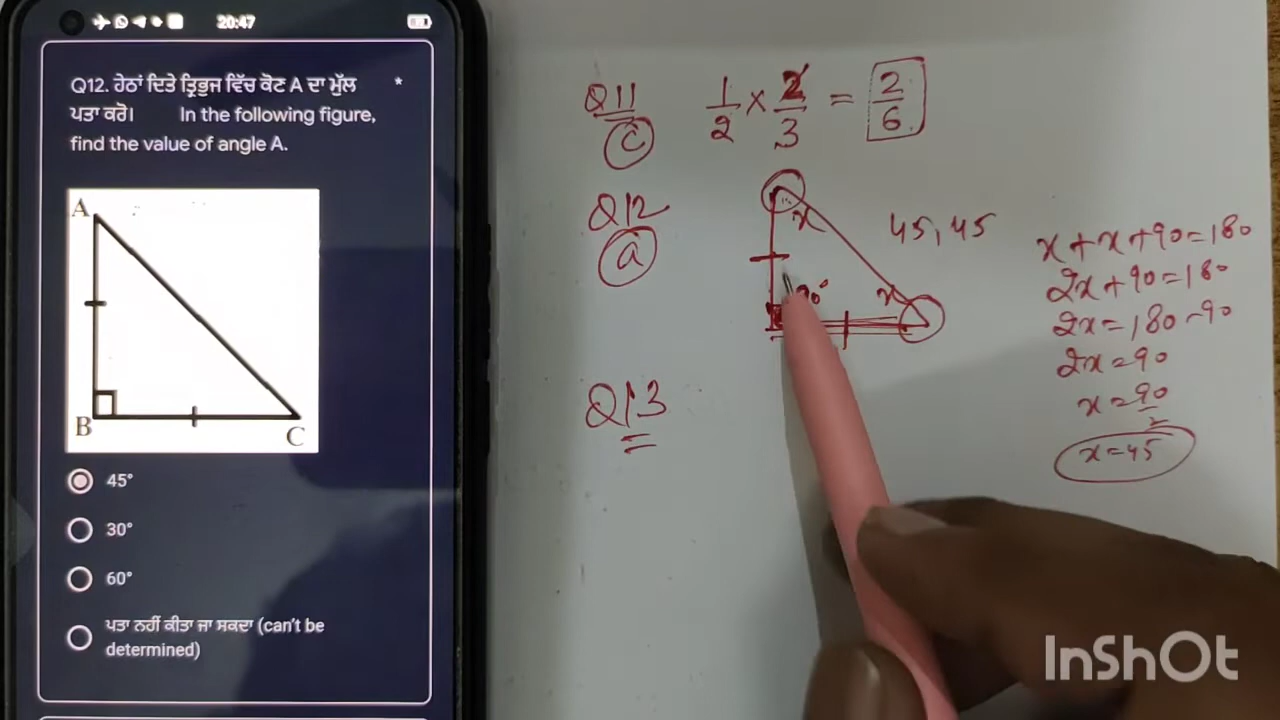 20:47
Q12. ਹੇਠਾਂ ਦਿਤੇ ਤ੍ਰਿਭੁਜ ਵਿੱਚ ਕੋਣ A ਦਾ ਮੁੱਲ *
ਪਤਾ ਕਰੋ। In the following figure,
find the value of angle A.
A
B
C
45°
30°
60°
ਪਤਾ ਨਹੀਂ ਕੀਤਾ ਜਾ ਸਕਦਾ (can't be
determined)
Q11 1/2 × 2/3 = 2/6
C
Q12
a
x
x
45, 45
Q13
x + x + 90 = 180
2x + 90 = 180
2x = 180 - 90
2x = 90
x = 90/2
x = 45
InShOt